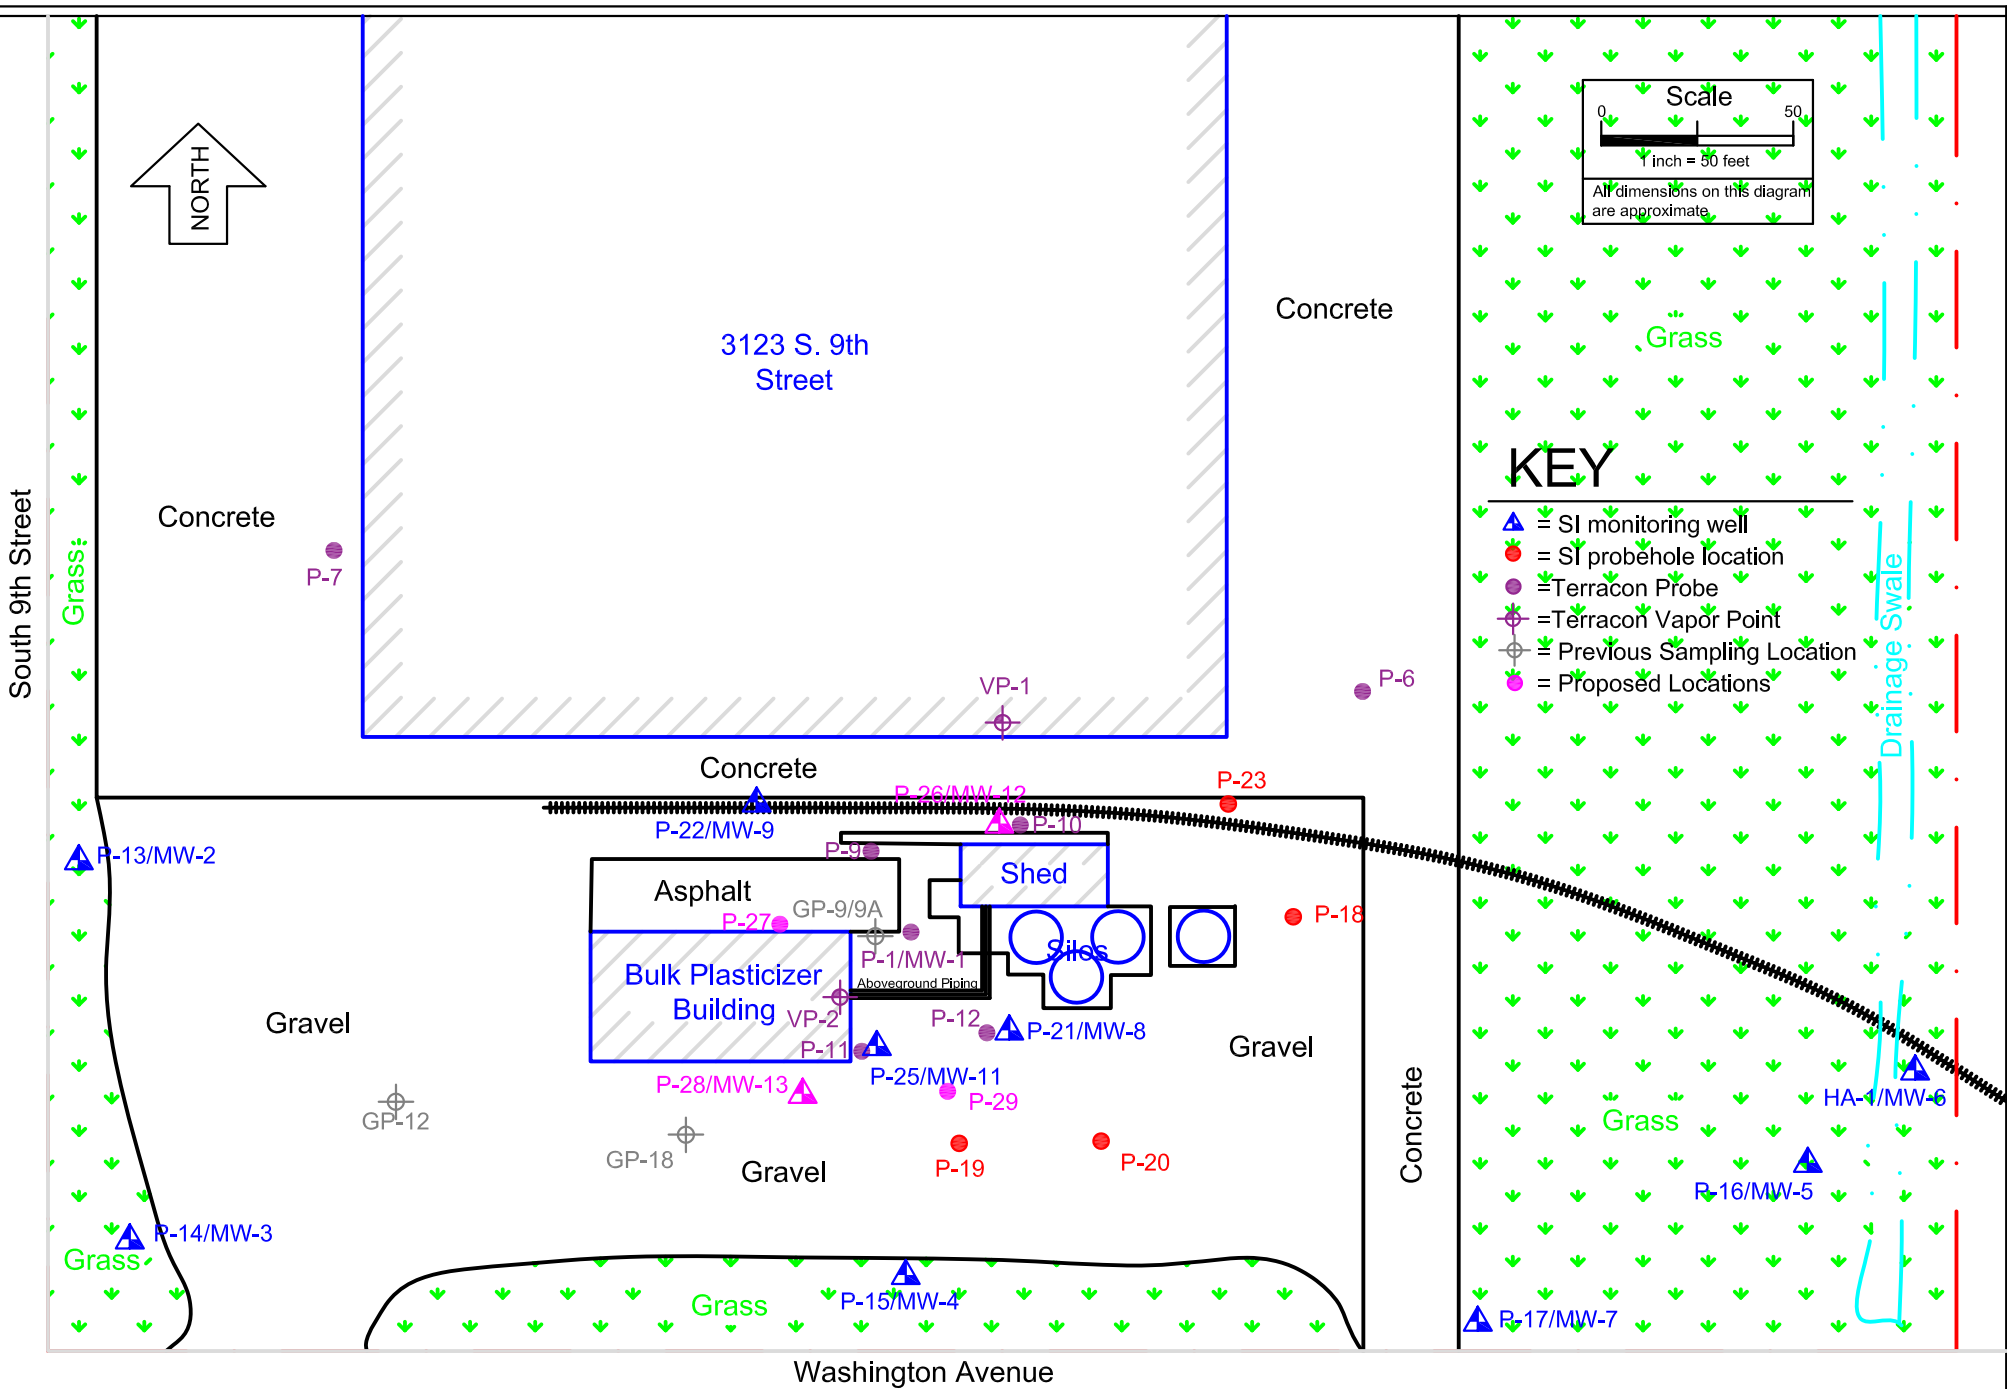 Scale
0
50
1 inch = 50 feet
All dimensions on this diagram
are approximate
NORTH
Concrete
3123 S. 9th
Street
Grass
KEY
= SI monitoring well
= SI probehole location
=Terracon Probe
=Terracon Vapor Point
= Previous Sampling Location
= Proposed Locations
South 9th Street
Concrete
Grass
P-7
Drainage Swale
VP-1
P-6
Concrete
P-23
P-26/MW-12
P-22/MW-9
P-10
P-13/MW-2
P-9
Asphalt
Shed
GP-9/9A
P-27
P-18
P-1/MW-1
Silos
Bulk Plasticizer
Building
Aboveground Piping
VP-2
P-12
P-21/MW-8
Gravel
Gravel
P-11
P-25/MW-11
P-28/MW-13
P-29
HA-1/MW-6
GP-12
Concrete
Grass
GP-18
Gravel
P-19
P-20
P-16/MW-5
P-14/MW-3
Grass
Grass
P-15/MW-4
P-17/MW-7
Washington Avenue